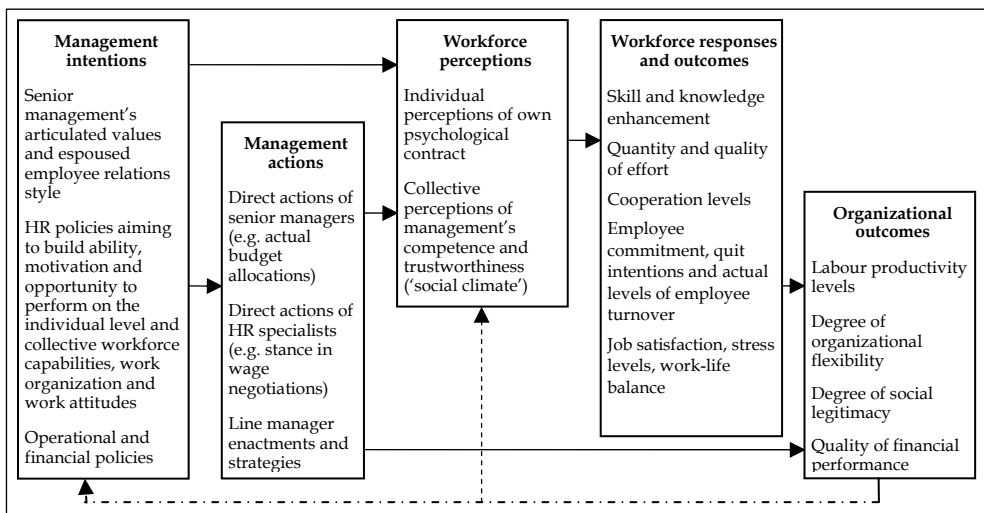 Management
intentions
Senior
management's
articulated values
and espoused
employee relations
style
HR policies aiming
to build ability,
motivation and
opportunity to
perform on the
individual level and
collective workforce
capabilities, work
organization and
work attitudes
Operational and
financial policies
Management
actions
Direct actions of
senior managers
(e.g. actual
budget
allocations)
Direct actions of
HR specialists
(e.g. stance in
wage
negotiations)
Line manager
enactments and
strategies
Workforce
perceptions
Individual
perceptions of own
psychological
contract
Collective
perceptions of
management's
competence and
trustworthiness
('social climate')
Workforce responses
and outcomes
Skill and knowledge
enhancement
Quantity and quality
of effort
Cooperation levels
Employee
commitment, quit
intentions and actual
levels of employee
turnover
Job satisfaction, stress
levels, work-life
balance
Organizational
outcomes
Labour productivity
levels
Degree of
organizational
flexibility
Degree of social
legitimacy
Quality of financial
performance